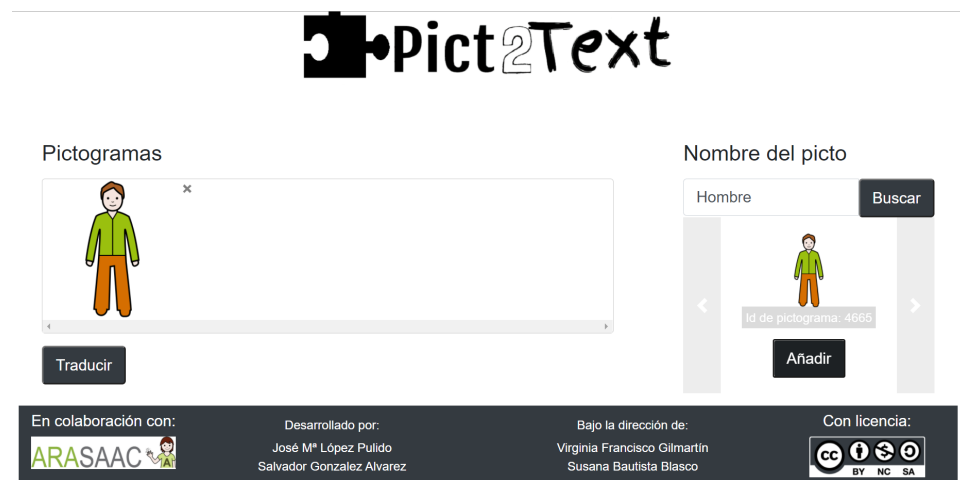 Pict2Text
Pictogramas
Nombre del picto
Hombre
Buscar
Id de pictograma: 4665
Añadir
Traducir
En colaboración con:
ARASAAC
Desarrollado por:
José Mª López Pulido
Salvador Gonzalez Alvarez
Bajo la dirección de:
Virginia Francisco Gilmartín
Susana Bautista Blasco
Con licencia:
cc
BY NC SA